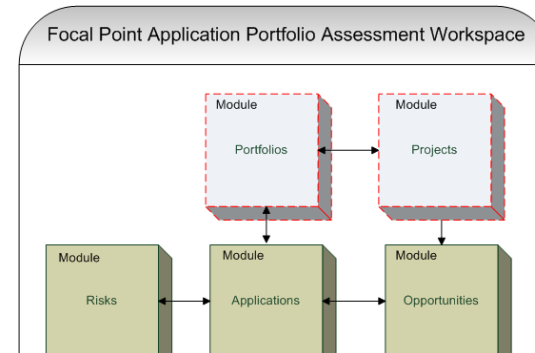 Focal Point Application Portfolio Assessment Workspace
Module
Portfolios
Module
Projects
Module
Risks
Module
Applications
Module
Opportunities